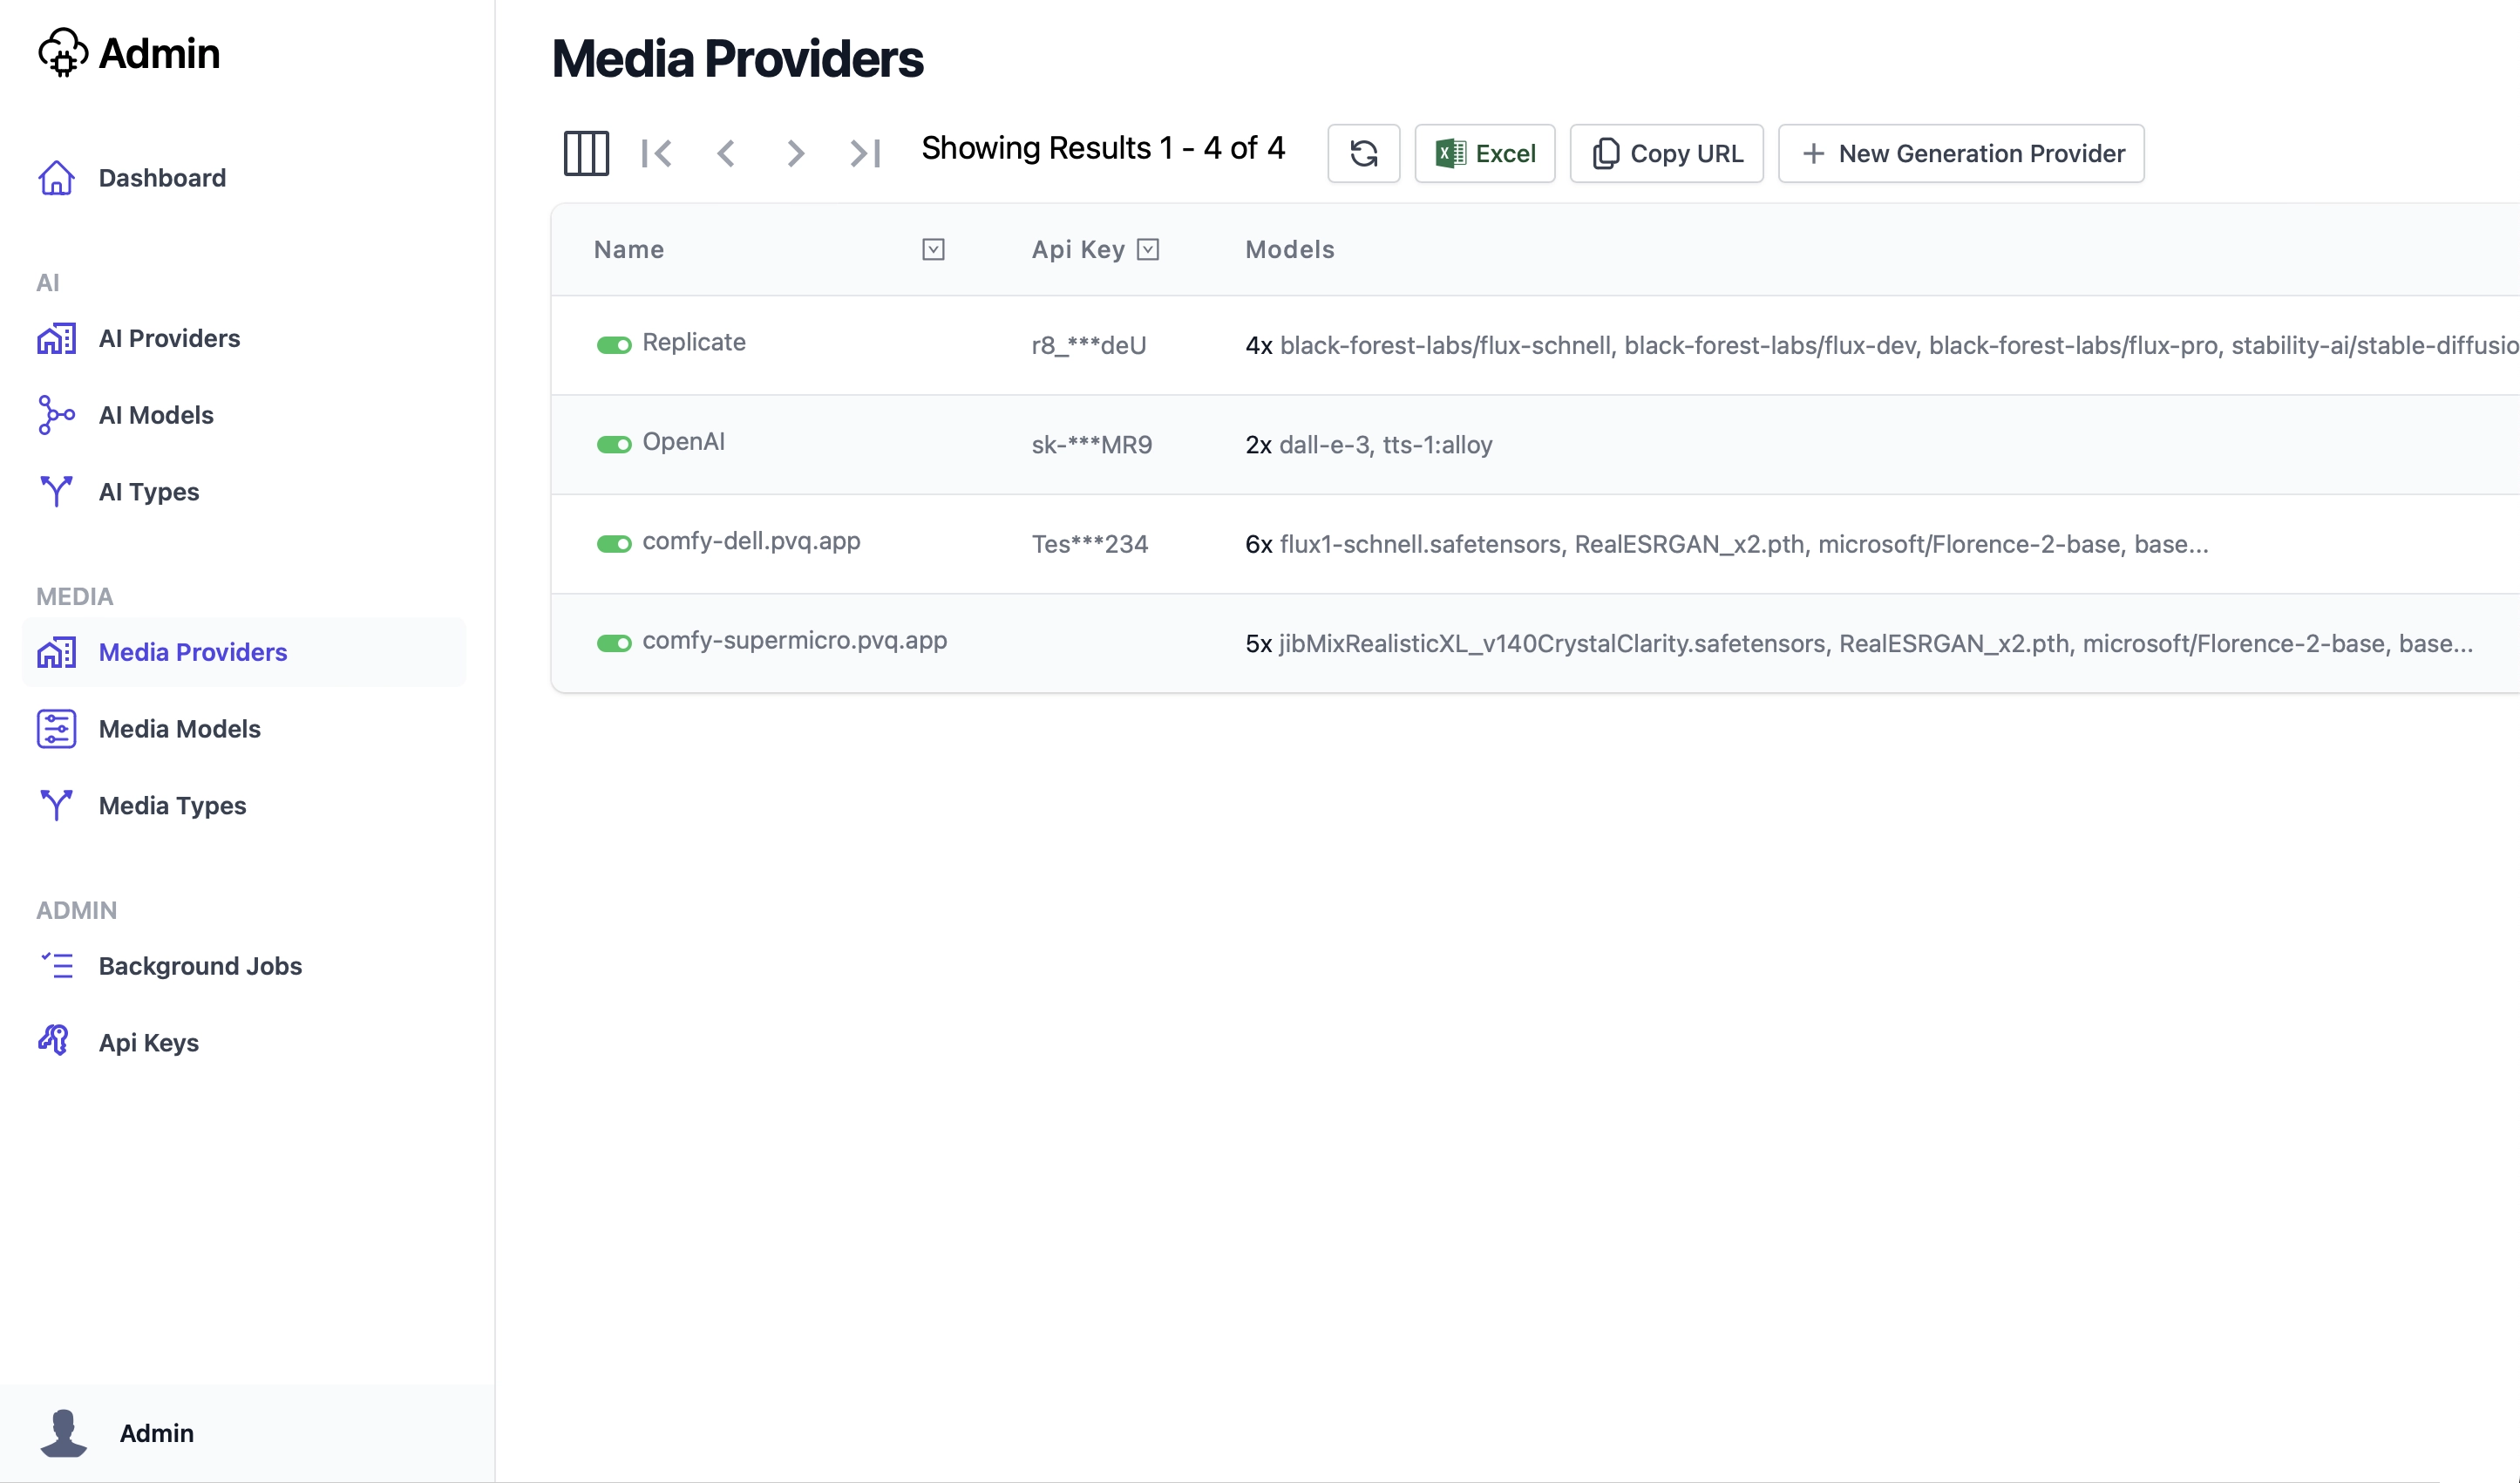 Admin
Dashboard
AI
AI Providers
AI Models
AI Types
MEDIA
Media Providers
Media Models
Media Types
ADMIN
Background Jobs
Api Keys
Admin
Media Providers
Showing Results 1 - 4 of 4
Excel
Copy URL
New Generation Provider
Name Api Key Models
Replicate r8_***deU 4x black-forest-labs/flux-schnell, black-forest-labs/flux-dev, black-forest-labs/flux-pro, stability-ai/stable-diffusio
OpenAI sk-***MR9 2x dall-e-3, tts-1:alloy
comfy-dell.pvq.app Tes***234 6x flux1-schnell.safetensors, RealESRGAN_x2.pth, microsoft/Florence-2-base, base...
comfy-supermicro.pvq.app 5x jibMixRealisticXL_v140CrystalClarity.safetensors, RealESRGAN_x2.pth, microsoft/Florence-2-base, base...